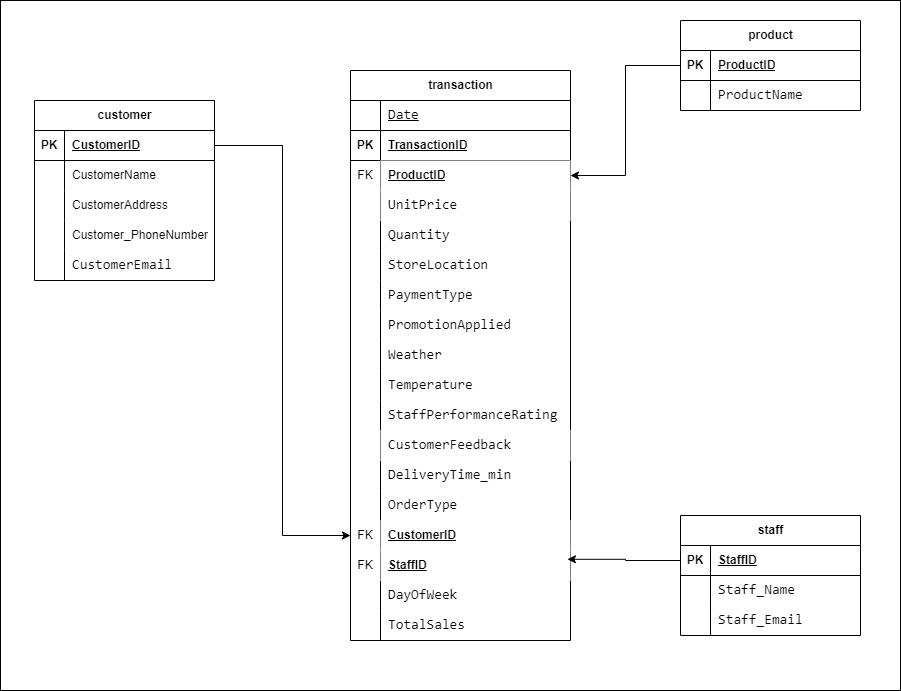 customer
PK CustomerID
CustomerName
CustomerAddress
Customer_PhoneNumber
CustomerEmail
transaction
Date
PK TransactionID
FK ProductID
UnitPrice
Quantity
StoreLocation
PaymentType
PromotionApplied
Weather
Temperature
StaffPerformanceRating
CustomerFeedback
DeliveryTime_min
OrderType
FK CustomerID
FK StaffID
DayOfWeek
TotalSales
product
PK ProductID
ProductName
staff
PK StaffID
Staff_Name
Staff_Email